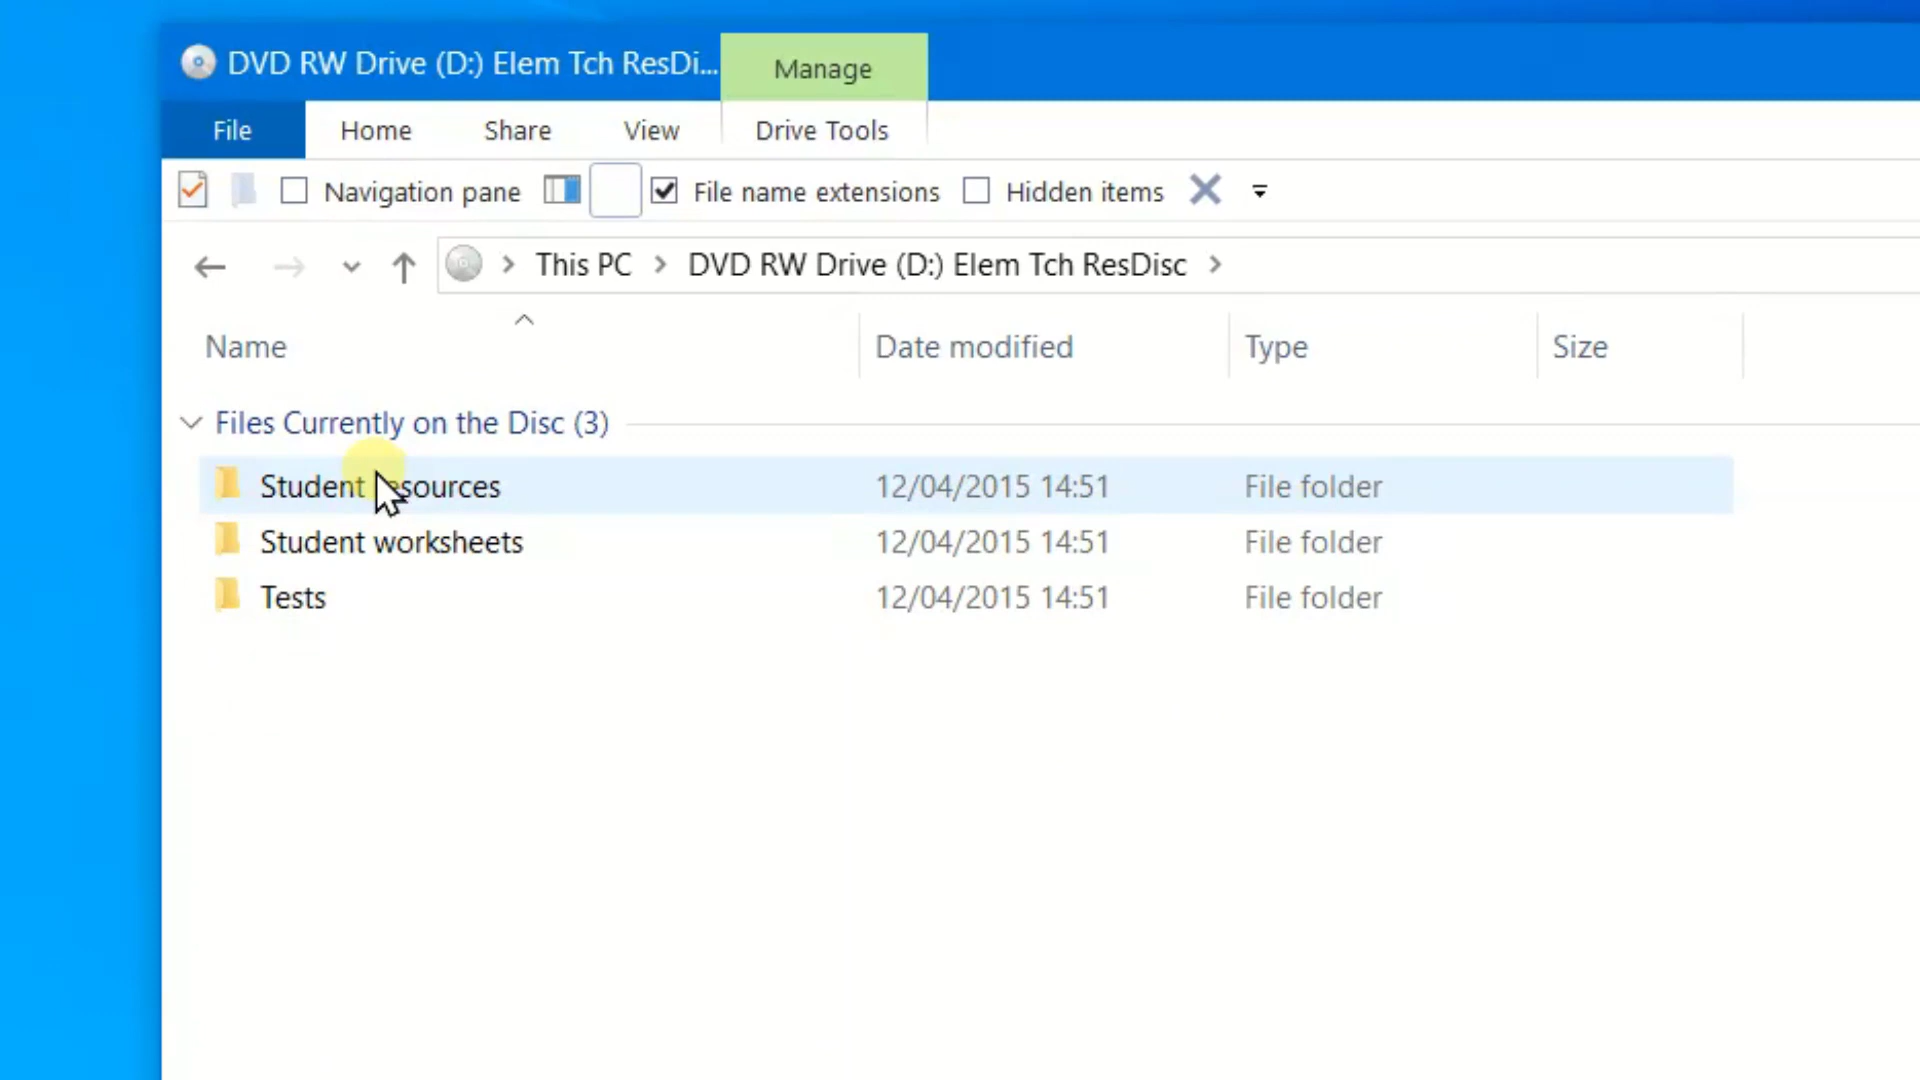 DVD RW Drive (D:) Elem Tch ResDi...
Manage
File Home Share View Drive Tools
Navigation pane File name extensions Hidden items
This PC DVD RW Drive (D:) Elem Tch ResDisc
Name Date modified Type Size
Files Currently on the Disc (3)
Student resources 12/04/2015 14:51 File folder
Student worksheets 12/04/2015 14:51 File folder
Tests 12/04/2015 14:51 File folder